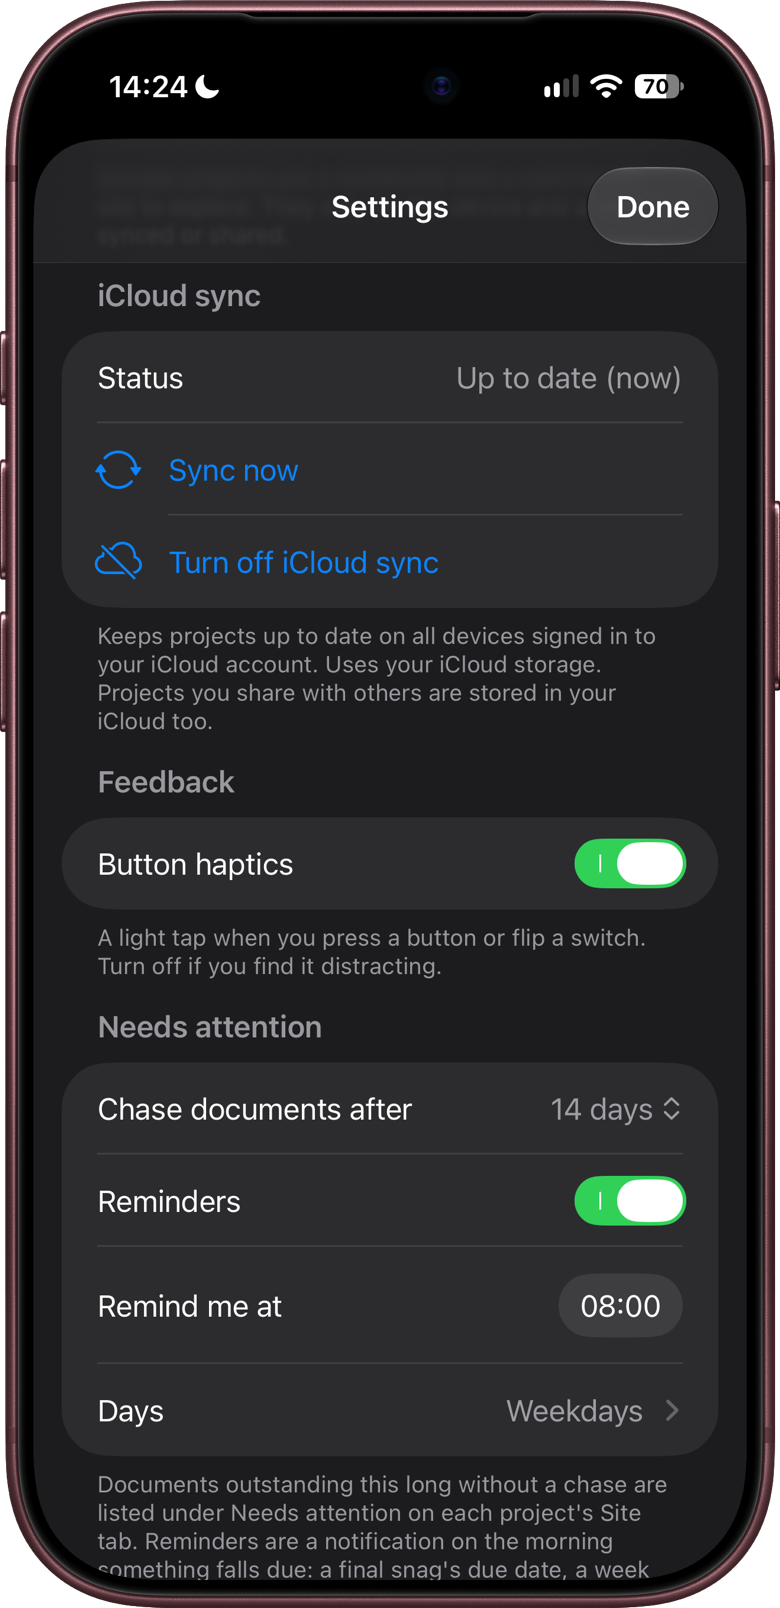 14:24
70
Settings
Done
synced or shared.
iCloud sync
Status
Up to date (now)
Sync now
Turn off iCloud sync
Keeps projects up to date on all devices signed in to
your iCloud account. Uses your iCloud storage.
Projects you share with others are stored in your
iCloud too.
Feedback
Button haptics
A light tap when you press a button or flip a switch.
Turn off if you find it distracting.
Needs attention
Chase documents after
14 days
Reminders
Remind me at
08:00
Days
Weekdays
Documents outstanding this long without a chase are
listed under Needs attention on each project's Site
tab. Reminders are a notification on the morning
something falls due: a final snag's due date, a week